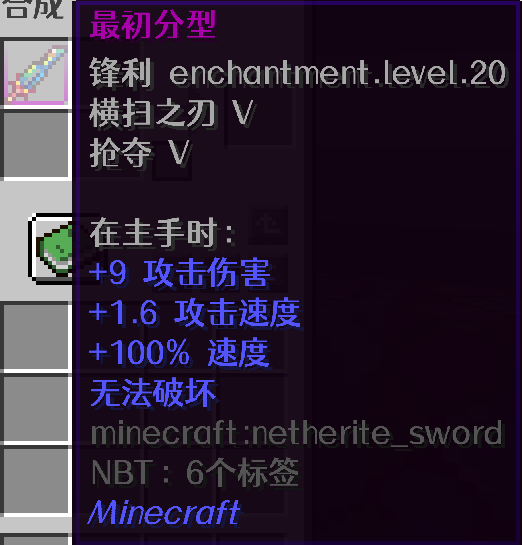 合成
最初分型
锋利 enchantment.level.20
横扫之刃 V
抢夺 V
在主手时:
+9 攻击伤害
+1.6 攻击速度
+100% 速度
无法破坏
minecraft:netherite_sword
NBT: 6个标签
Minecraft